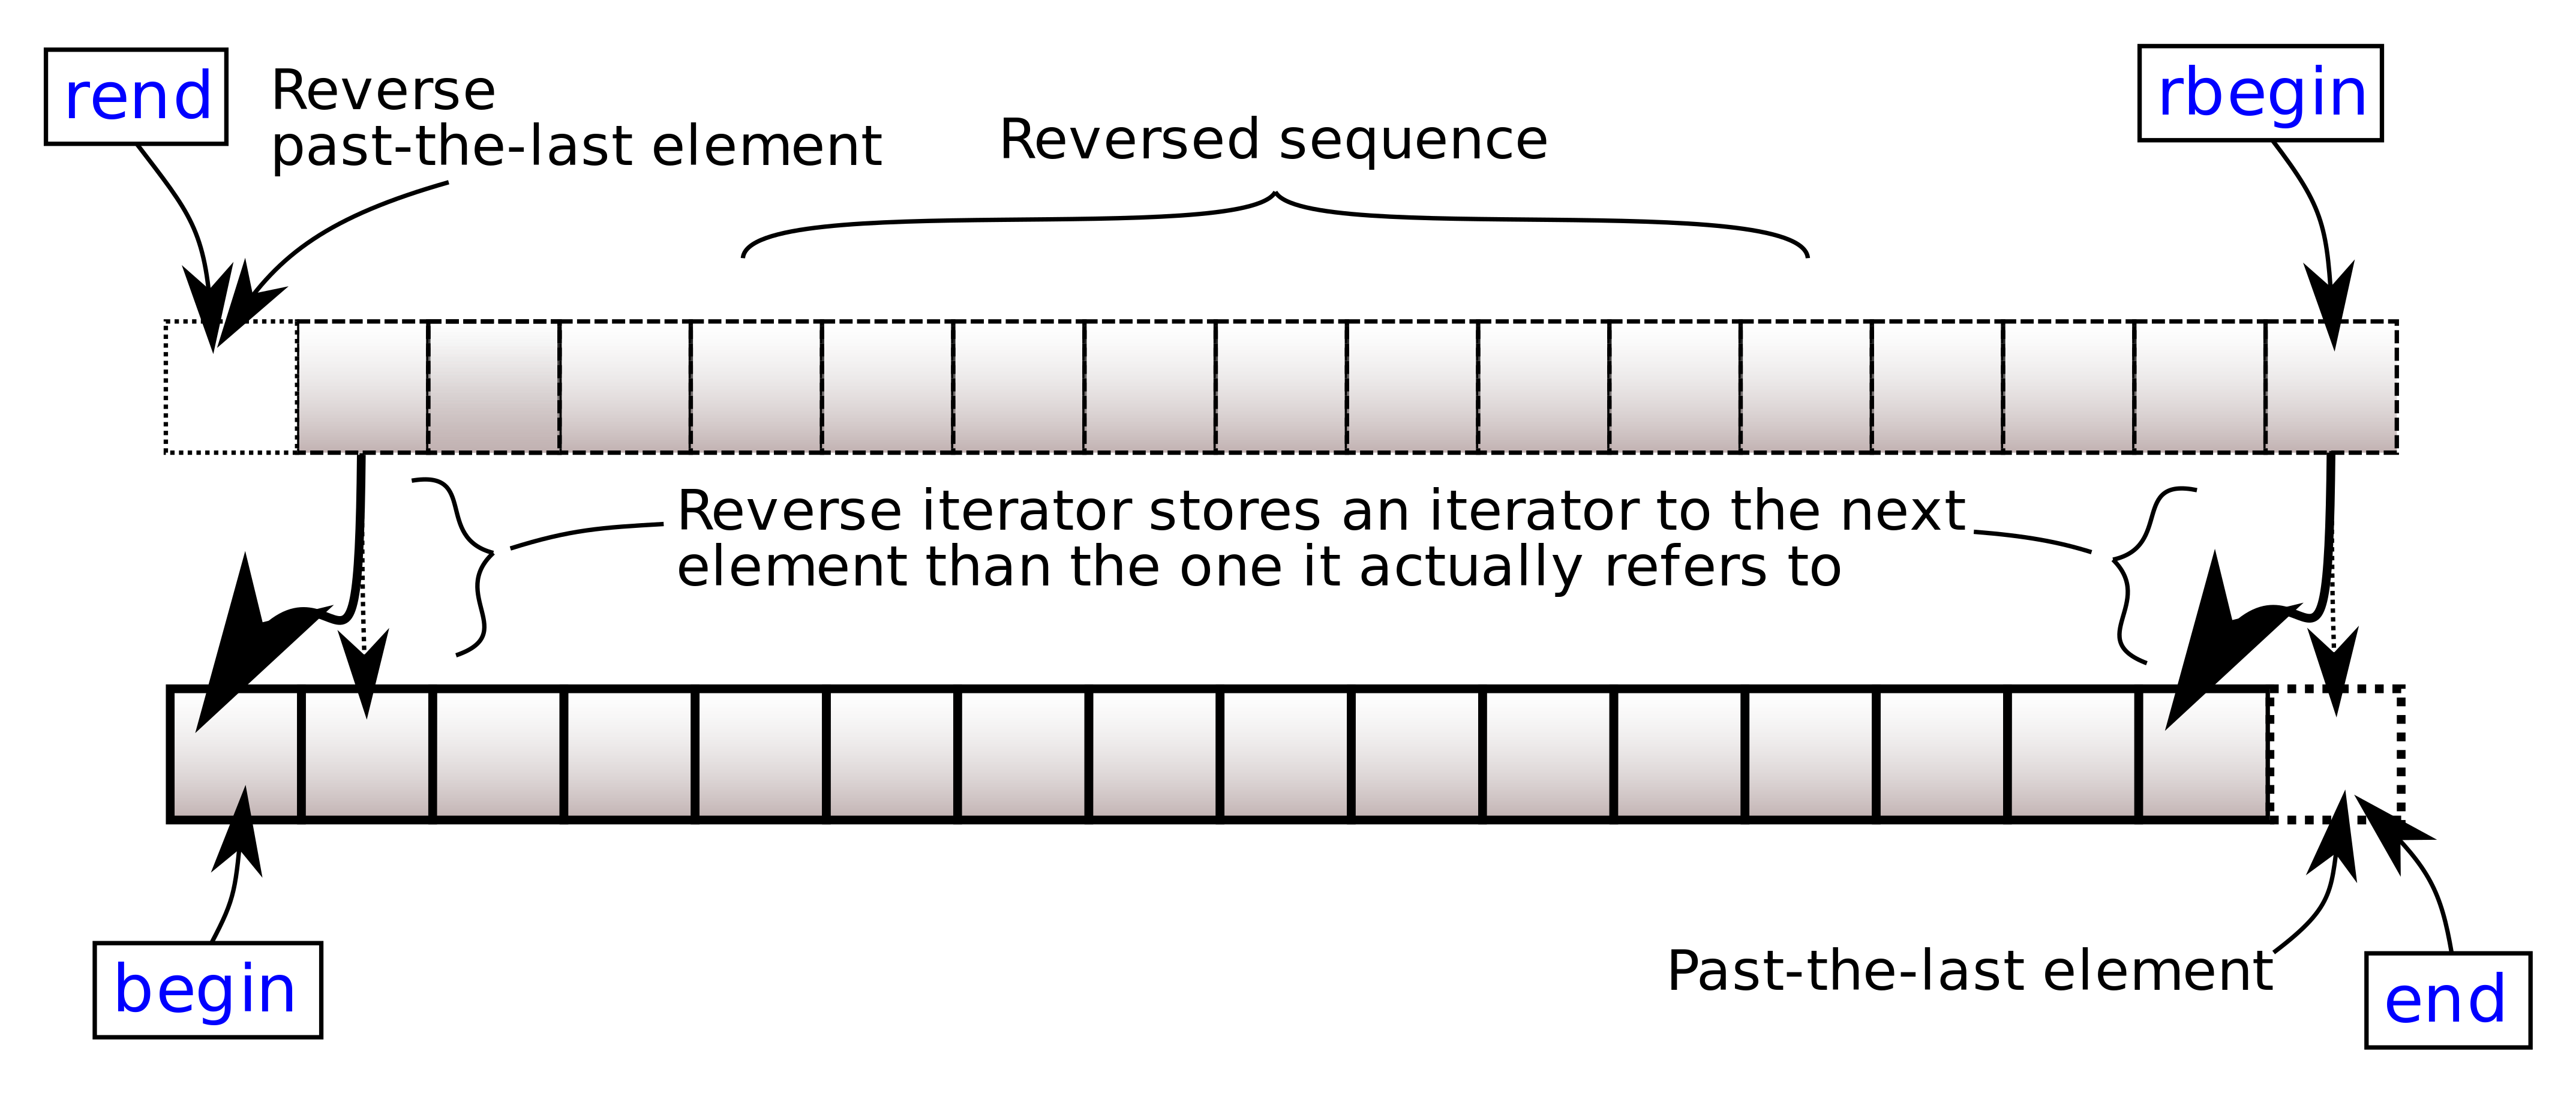 rend
Reverse
past-the-last element
Reversed sequence
rbegin
Reverse iterator stores an iterator to the next
element than the one it actually refers to
begin
Past-the-last element
end